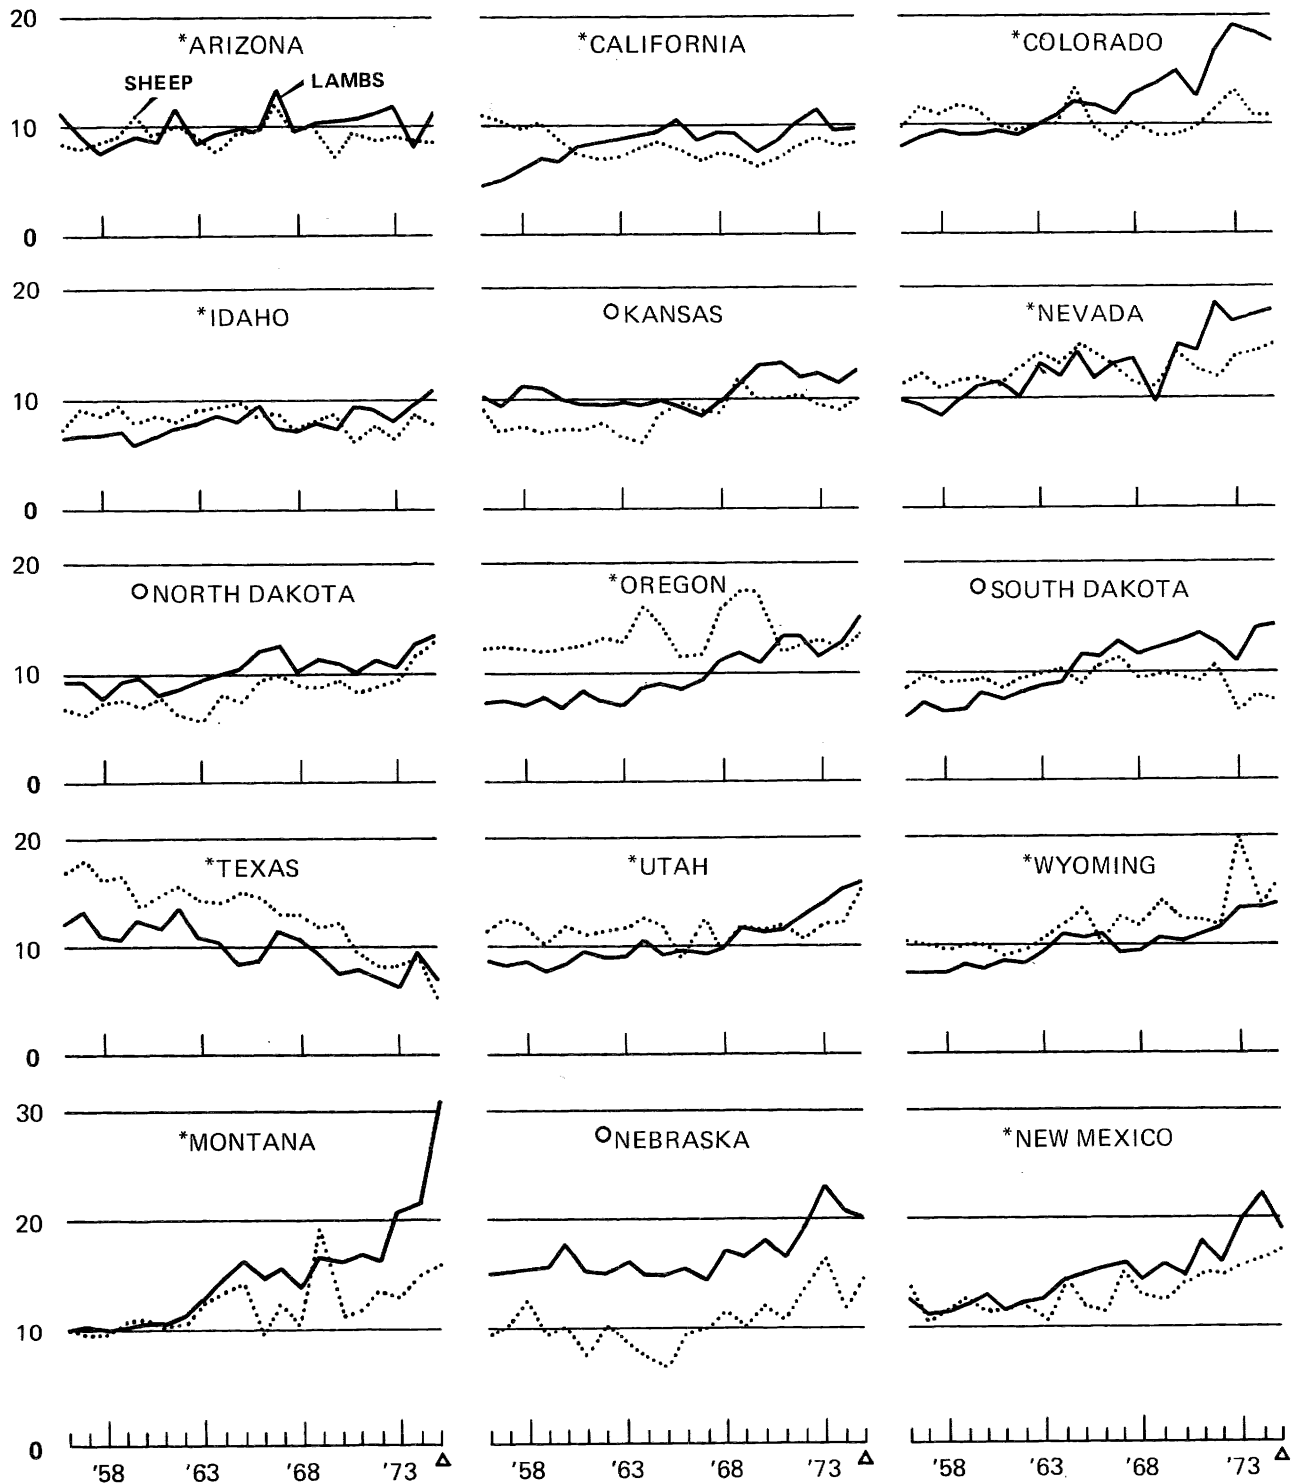 20
*ARIZONA *CALIFORNIA *COLORADO
SHEEP LAMBS
10
0
20
*IDAHO OKANSAS *NEVADA
10
0
20
ONORTH DAKOTA *OREGON OSOUTH DAKOTA
10
0
20
*TEXAS *UTAH *WYOMING
10
0
30
*MONTANA ONEBRASKA *NEW MEXICO
20
10
0
'58 '63 '68 '73 Δ '58 '63 '68 '73 Δ '58 '63 '68 '73 Δ